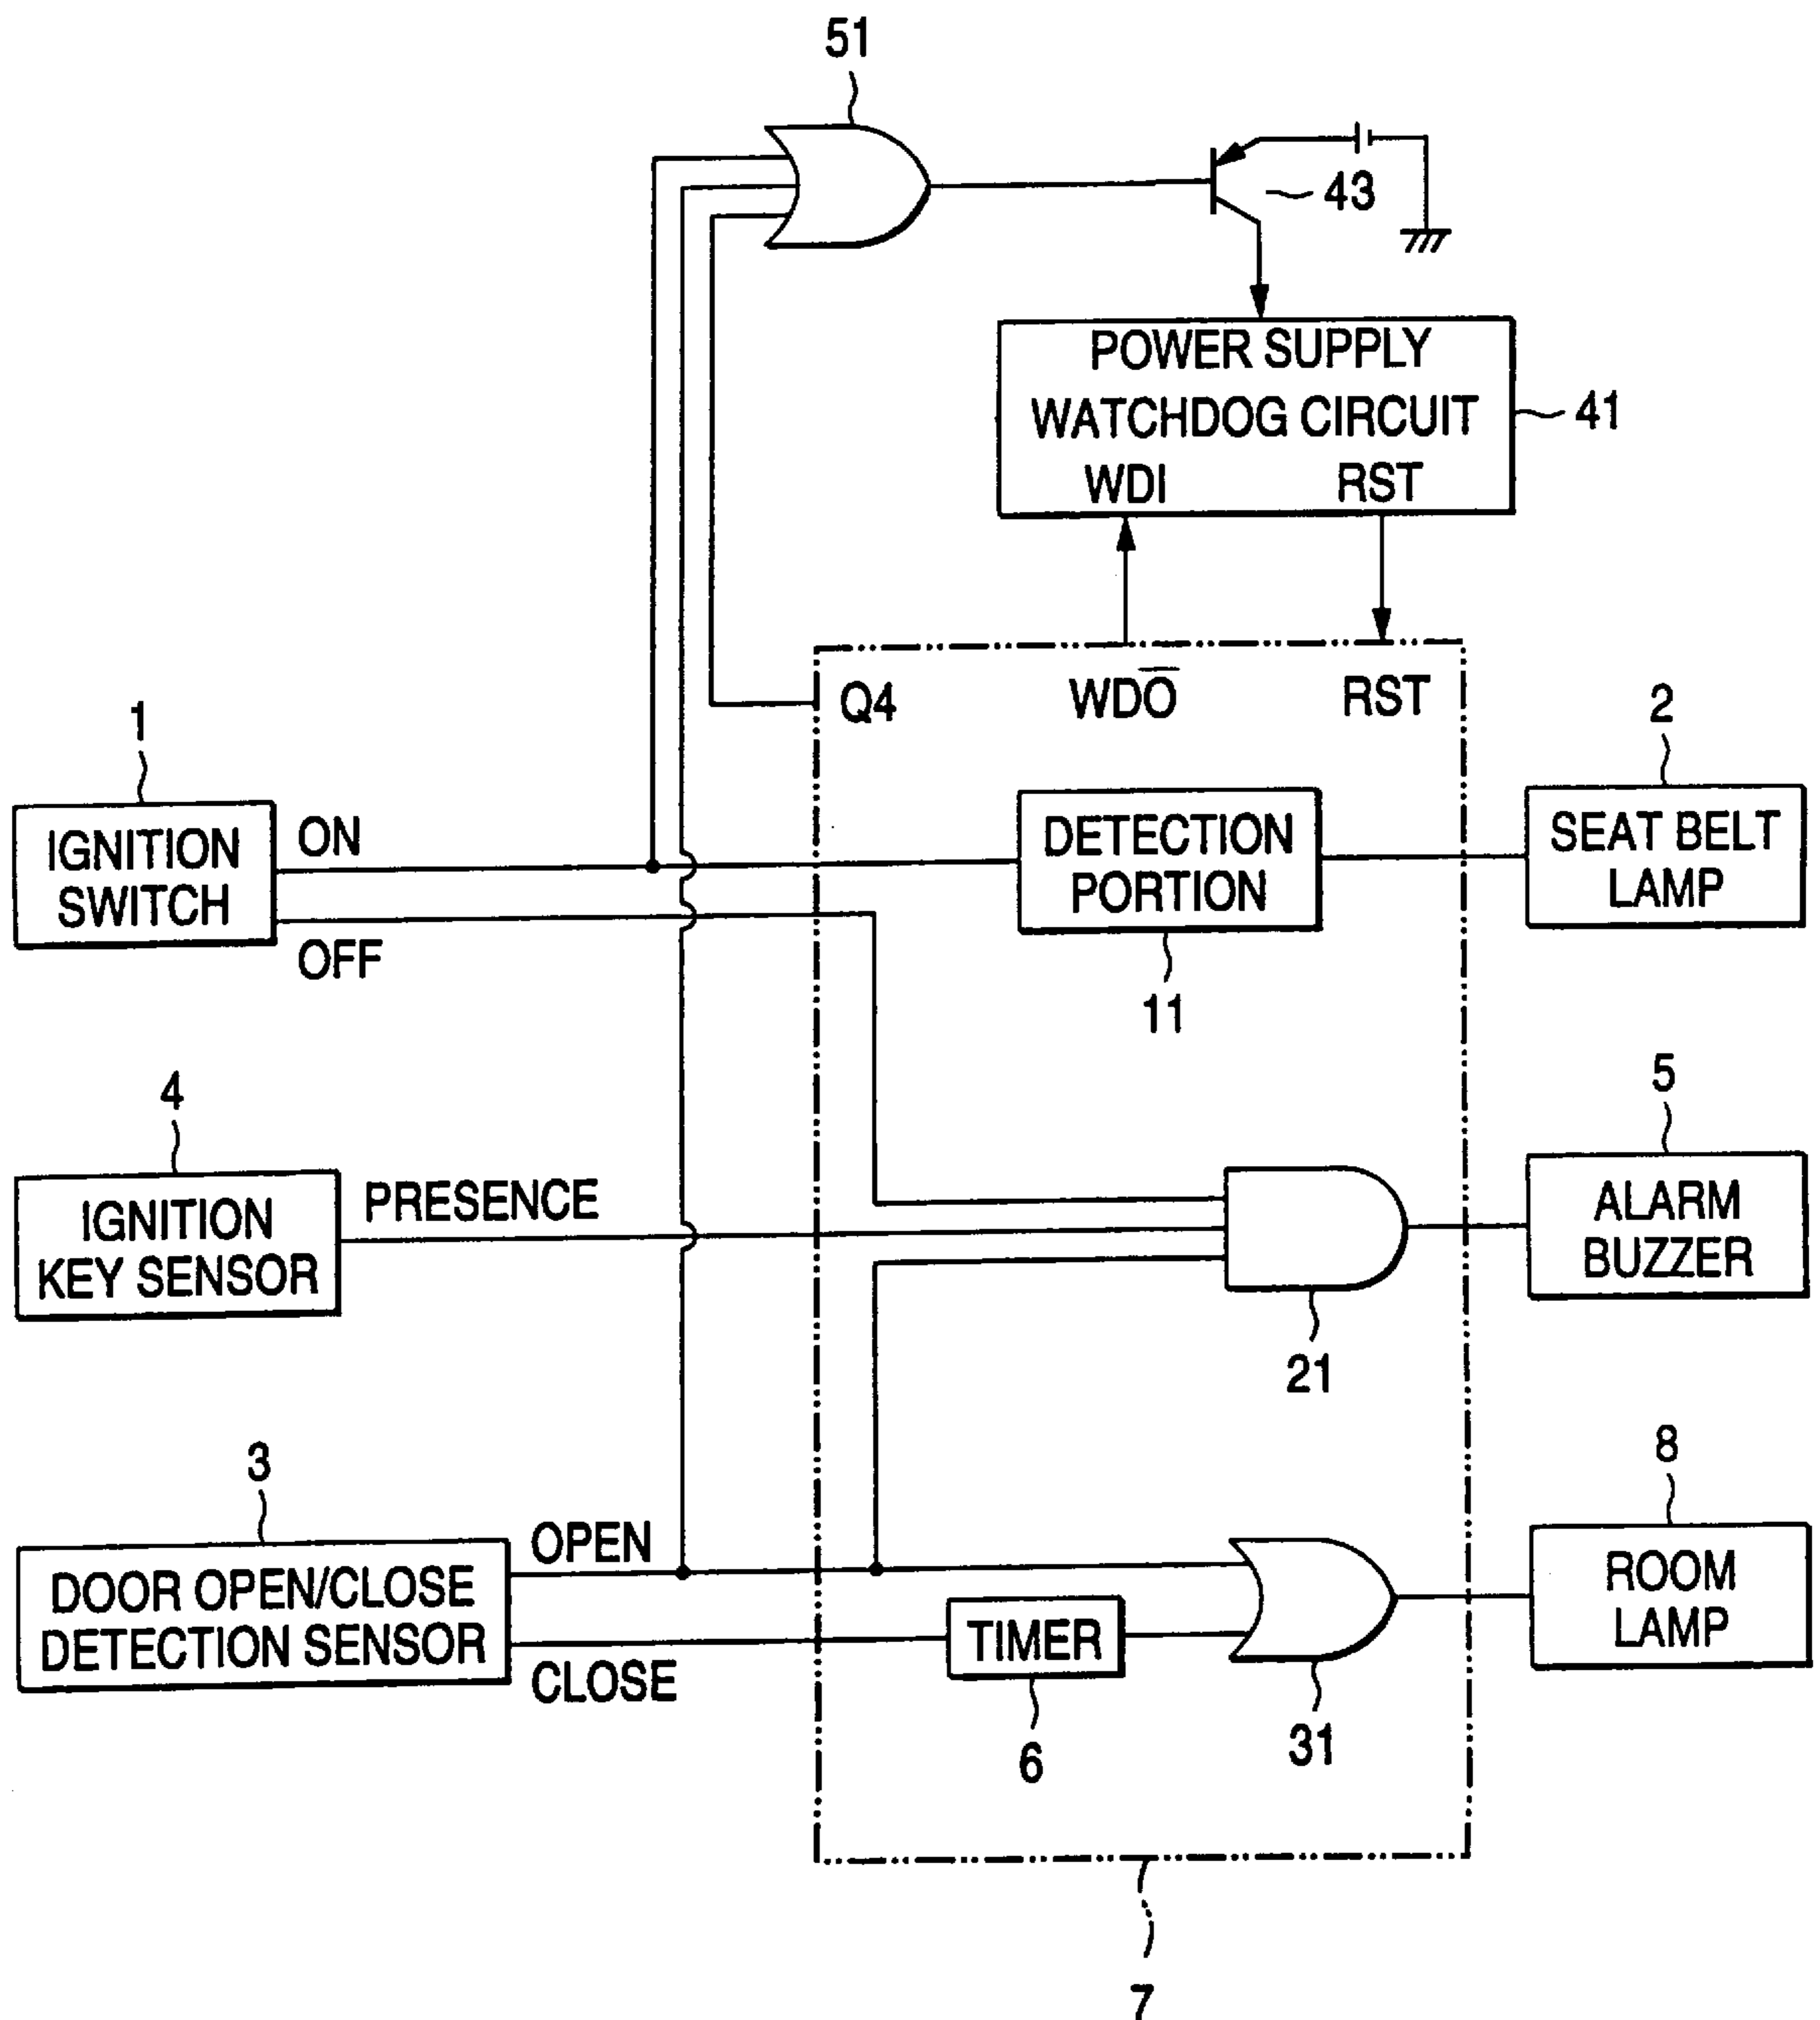 51
43
POWER SUPPLY
WATCHDOG CIRCUIT
41
WDI RST
Q4 WDO̅ RST
1
2
IGNITION
SWITCH
ON
OFF
DETECTION
PORTION
11
SEAT BELT
LAMP
4
5
IGNITION
KEY SENSOR
PRESENCE
21
ALARM
BUZZER
3
8
DOOR OPEN/CLOSE
DETECTION SENSOR
OPEN
CLOSE
TIMER
6
31
ROOM
LAMP
7